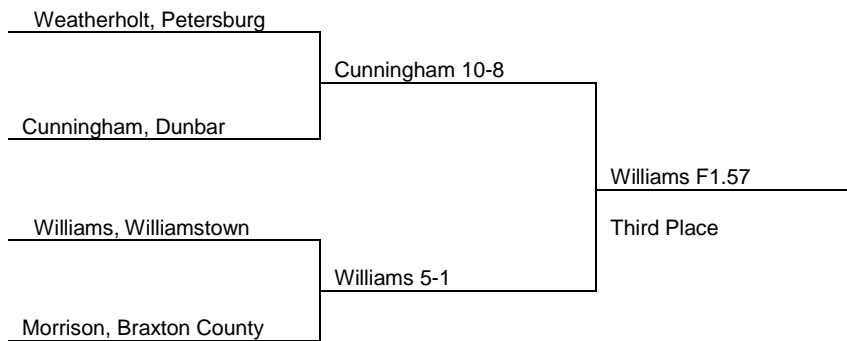 Weatherholt, Petersburg
Cunningham 10-8
Cunningham, Dunbar
Williams F1.57
Williams, Williamstown
Third Place
Williams 5-1
Morrison, Braxton County